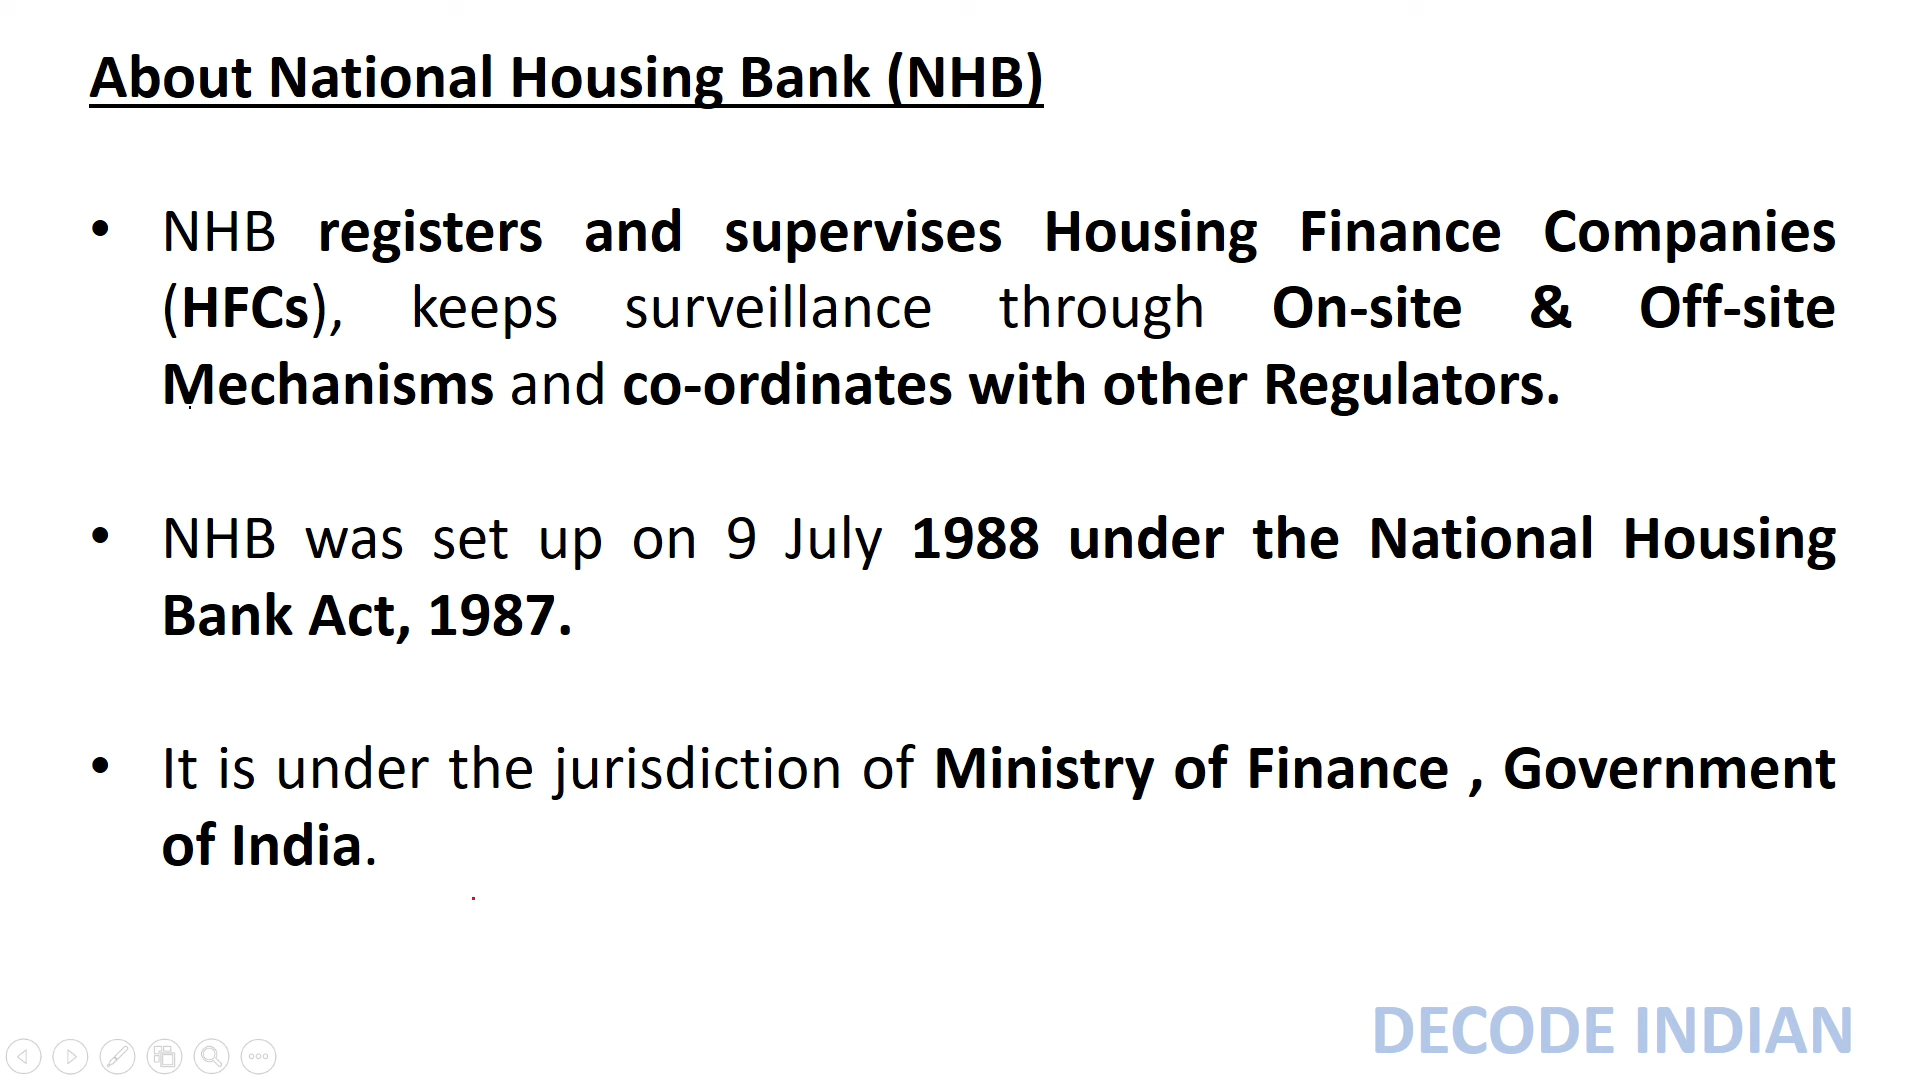 About National Housing Bank (NHB)
• NHB registers and supervises Housing Finance Companies
(HFCs), keeps surveillance through On-site & Off-site
Mechanisms and co-ordinates with other Regulators.
• NHB was set up on 9 July 1988 under the National Housing
Bank Act, 1987.
• It is under the jurisdiction of Ministry of Finance , Government
of India.
DECODE INDIAN